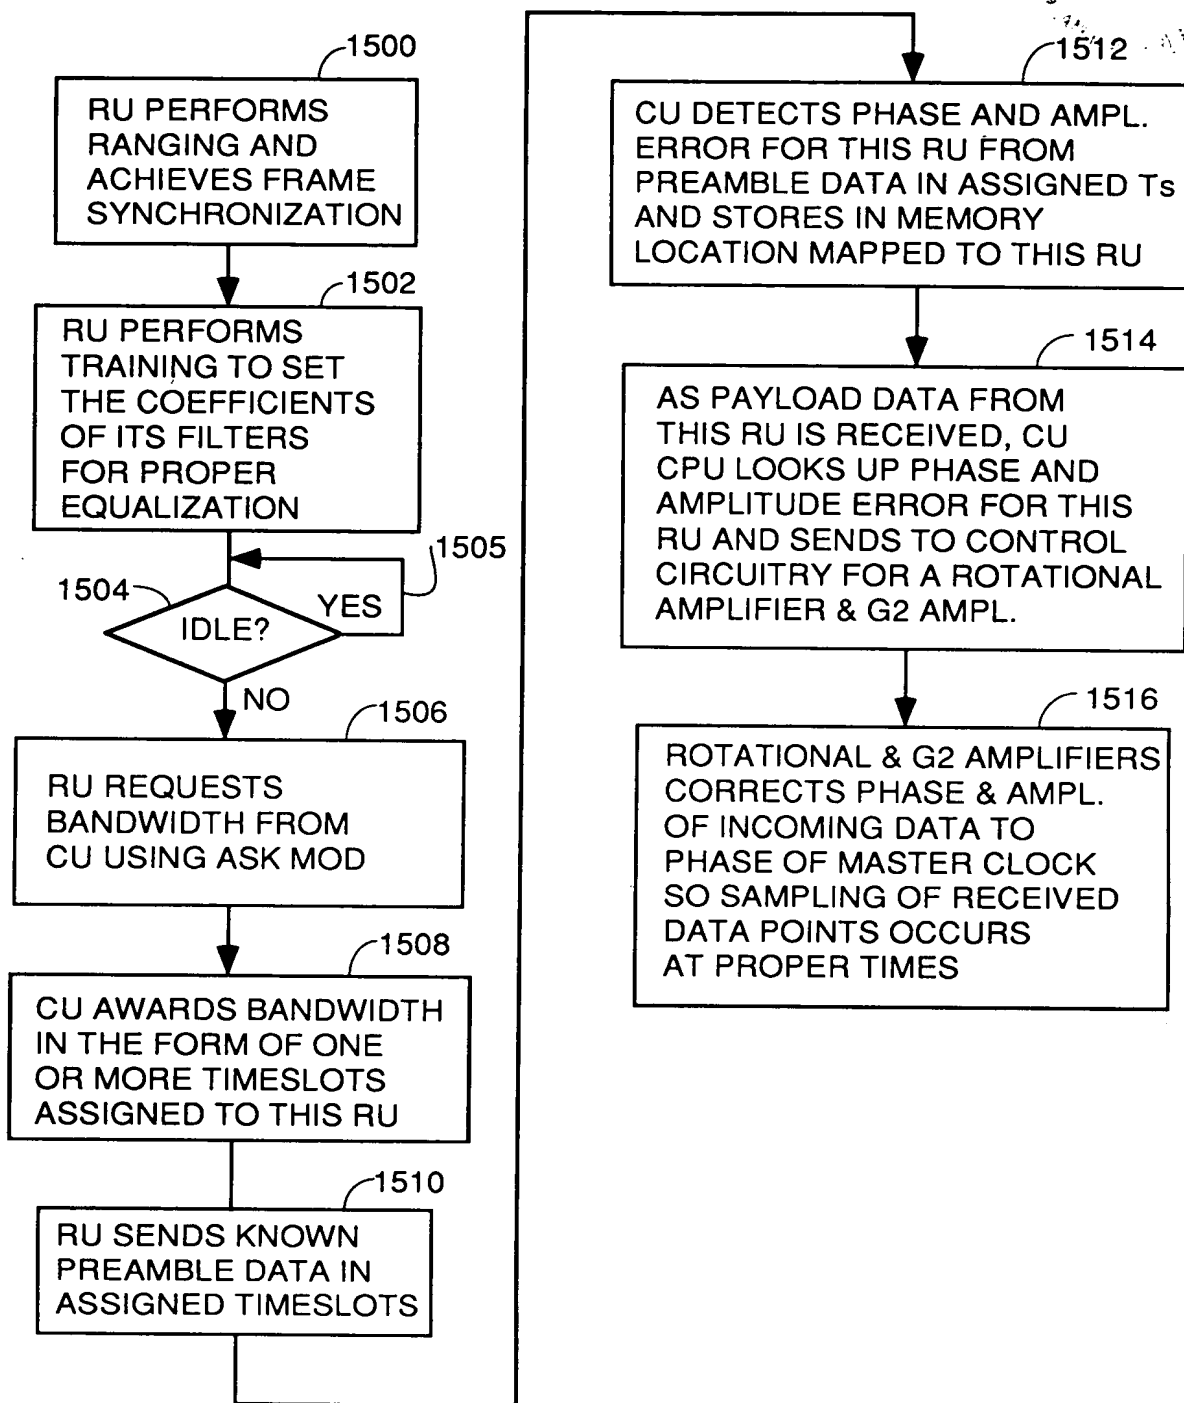 1500
RU PERFORMS
RANGING AND
ACHIEVES FRAME
SYNCHRONIZATION
1502
RU PERFORMS
TRAINING TO SET
THE COEFFICIENTS
OF ITS FILTERS
FOR PROPER
EQUALIZATION
1505
1504
YES
IDLE?
NO
1506
RU REQUESTS
BANDWIDTH FROM
CU USING ASK MOD
1508
CU AWARDS BANDWIDTH
IN THE FORM OF ONE
OR MORE TIMESLOTS
ASSIGNED TO THIS RU
1510
RU SENDS KNOWN
PREAMBLE DATA IN
ASSIGNED TIMESLOTS
1512
CU DETECTS PHASE AND AMPL.
ERROR FOR THIS RU FROM
PREAMBLE DATA IN ASSIGNED Ts
AND STORES IN MEMORY
LOCATION MAPPED TO THIS RU
1514
AS PAYLOAD DATA FROM
THIS RU IS RECEIVED, CU
CPU LOOKS UP PHASE AND
AMPLITUDE ERROR FOR THIS
RU AND SENDS TO CONTROL
CIRCUITRY FOR A ROTATIONAL
AMPLIFIER & G2 AMPL.
1516
ROTATIONAL & G2 AMPLIFIERS
CORRECTS PHASE & AMPL.
OF INCOMING DATA TO
PHASE OF MASTER CLOCK
SO SAMPLING OF RECEIVED
DATA POINTS OCCURS
AT PROPER TIMES